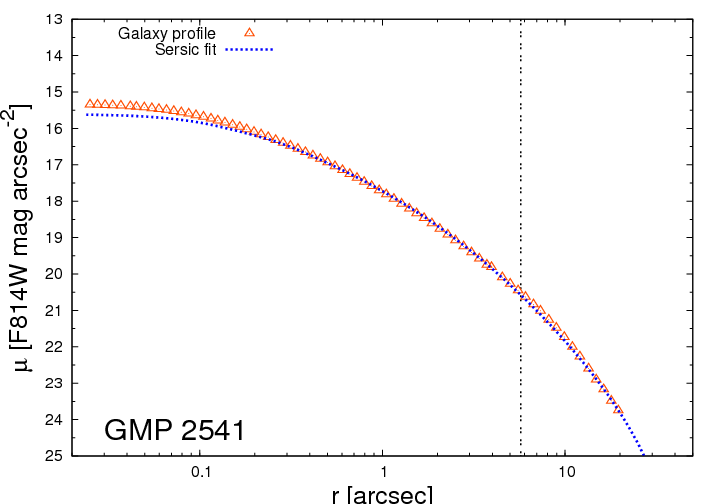 Galaxy profile
Sersic fit
13
14
15
16
17
18
19
20
21
22
23
24
25
μ [F814W mag arcsec⁻²]
GMP 2541
0.1 1 10
r [arcsec]